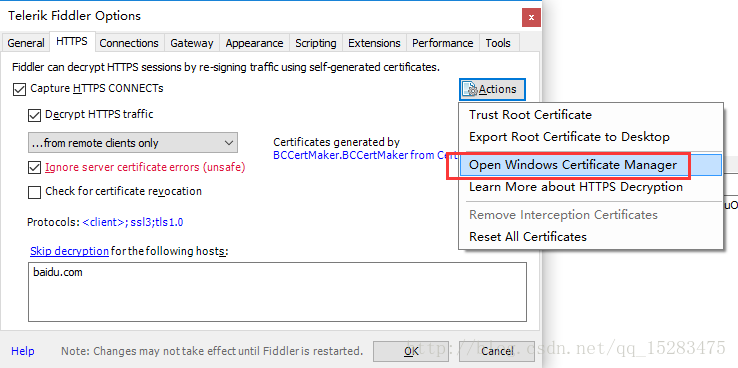 Telerik Fiddler Options
General HTTPS Connections Gateway Appearance Scripting Extensions Performance Tools
Fiddler can decrypt HTTPS sessions by re-signing traffic using self-generated certificates.
Capture HTTPS CONNECTs
Actions
Decrypt HTTPS traffic
Trust Root Certificate
Export Root Certificate to Desktop
...from remote clients only
Certificates generated by
BCCertMaker.BCCertMaker from Cert
Open Windows Certificate Manager
Ignore server certificate errors (unsafe)
Learn More about HTTPS Decryption
Check for certificate revocation
Remove Interception Certificates
Protocols: <client>;ssl3;tls1.0
Reset All Certificates
Skip decryption for the following hosts:
baidu.com
Help
Note: Changes may not take effect until Fiddler is restarted.
OK
Cancel
http://blog.csdn.net/qq_15283475